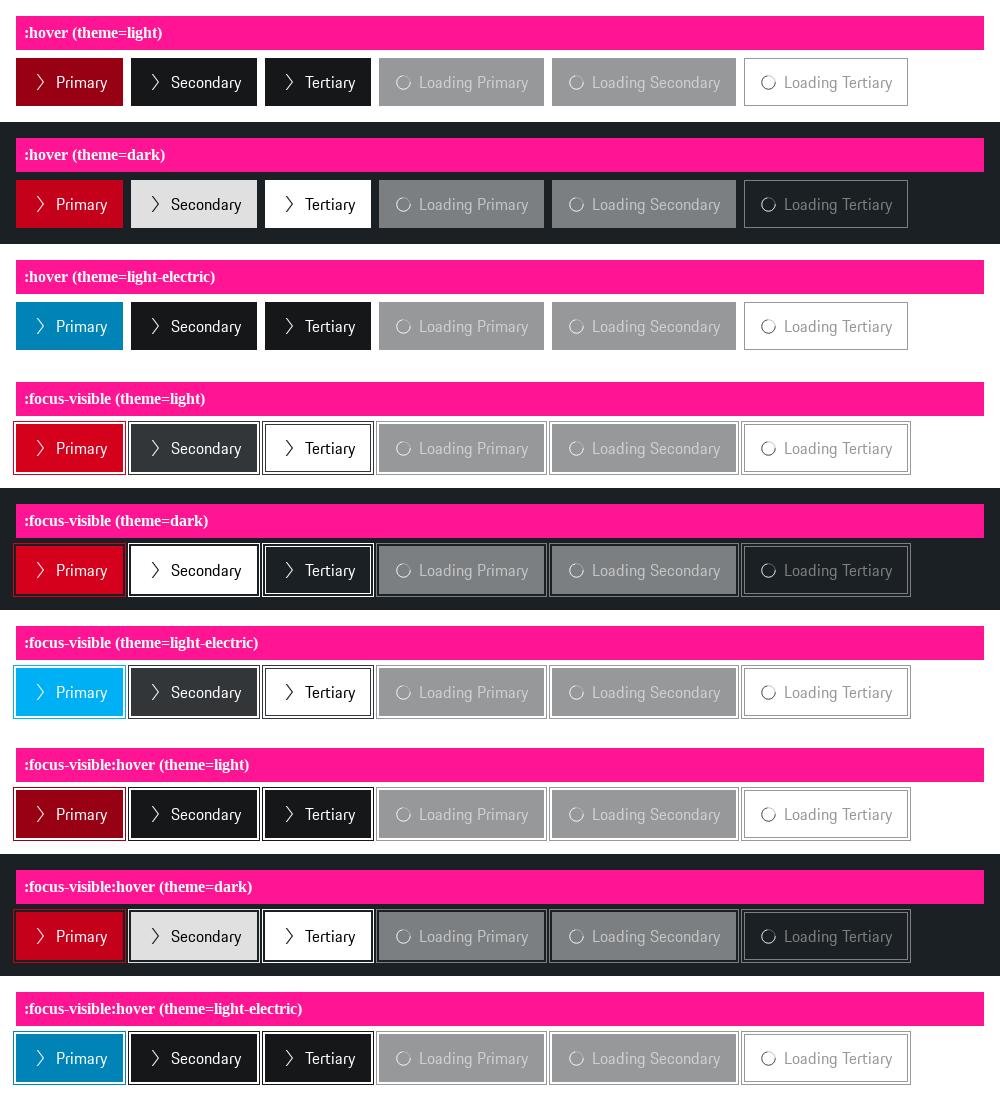 :hover (theme=light)
Primary Secondary Tertiary Loading Primary Loading Secondary Loading Tertiary
:hover (theme=dark)
Primary Secondary Tertiary Loading Primary Loading Secondary Loading Tertiary
:hover (theme=light-electric)
Primary Secondary Tertiary Loading Primary Loading Secondary Loading Tertiary
:focus-visible (theme=light)
Primary Secondary Tertiary Loading Primary Loading Secondary Loading Tertiary
:focus-visible (theme=dark)
Primary Secondary Tertiary Loading Primary Loading Secondary Loading Tertiary
:focus-visible (theme=light-electric)
Primary Secondary Tertiary Loading Primary Loading Secondary Loading Tertiary
:focus-visible:hover (theme=light)
Primary Secondary Tertiary Loading Primary Loading Secondary Loading Tertiary
:focus-visible:hover (theme=dark)
Primary Secondary Tertiary Loading Primary Loading Secondary Loading Tertiary
:focus-visible:hover (theme=light-electric)
Primary Secondary Tertiary Loading Primary Loading Secondary Loading Tertiary